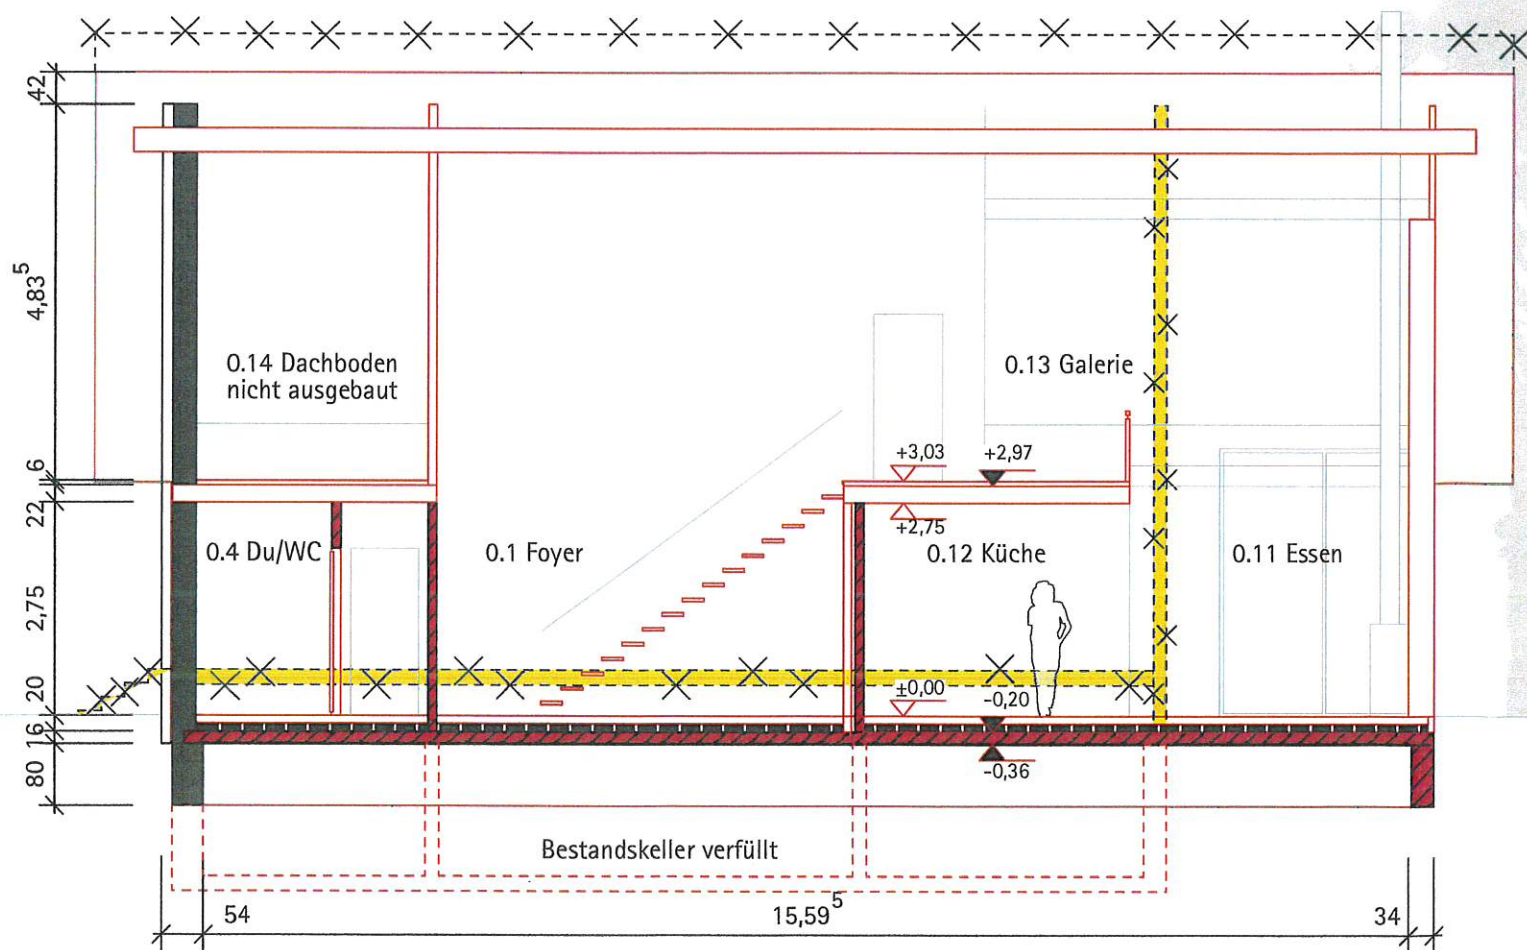 42
4,83⁵
6
22
2,75
20
16
80
0.14 Dachboden
nicht ausgebaut
0.13 Galerie
+3,03
+2,97
+2,75
0.4 Du/WC
0.1 Foyer
0.12 Küche
0.11 Essen
±0,00
-0,20
-0,36
Bestandskeller verfüllt
54
15,59⁵
34